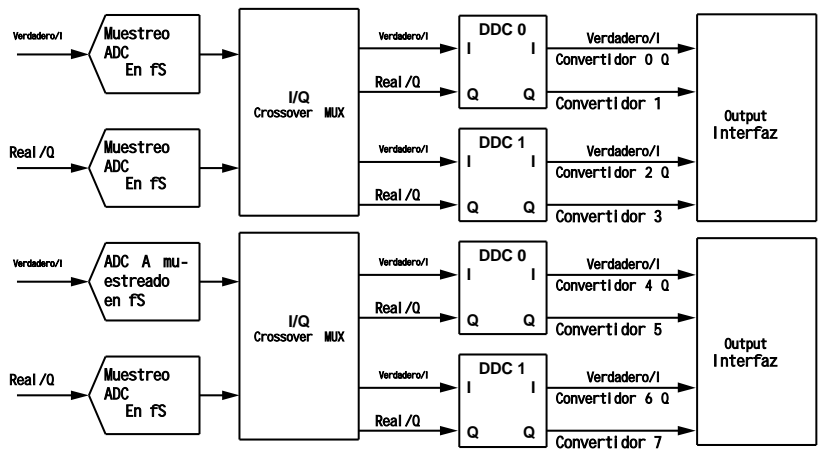 Verdadero/I
Muestreo
ADC
En fS
Real/Q
Muestreo
ADC
En fS
I/Q
Crossover MUX
Verdadero/I
Real/Q
Verdadero/I
Real/Q
DDC 0
I I
Q Q
DDC 1
I I
Q Q
Verdadero/I
Convertidor 0 Q
Convertidor 1
Verdadero/I
Convertidor 2 Q
Convertidor 3
Output
Interfaz
Verdadero/I
ADC A mu-
estreado
en fS
Real/Q
Muestreo
ADC
En fS
I/Q
Crossover MUX
Verdadero/I
Real/Q
Verdadero/I
Real/Q
DDC 0
I I
Q Q
DDC 1
I I
Q Q
Verdadero/I
Convertidor 4 Q
Convertidor 5
Verdadero/I
Convertidor 6 Q
Convertidor 7
Output
Interfaz